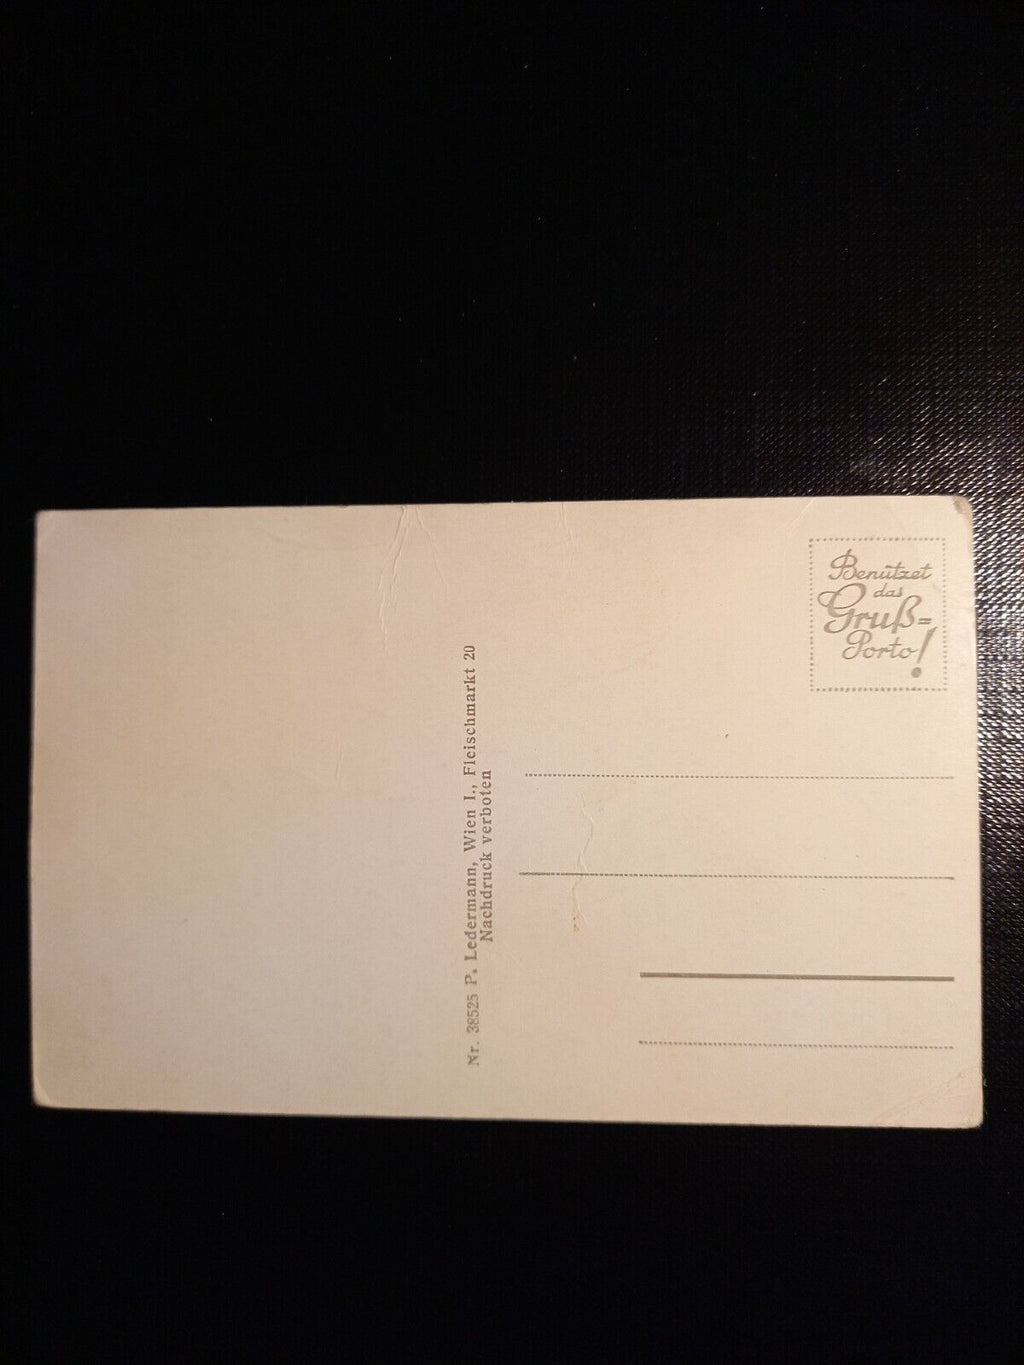 Benützet
das
Gruß=
Porto!
Nr. 38525 P. Ledermann, Wien I., Fleischmarkt 20
Nachdruck verboten